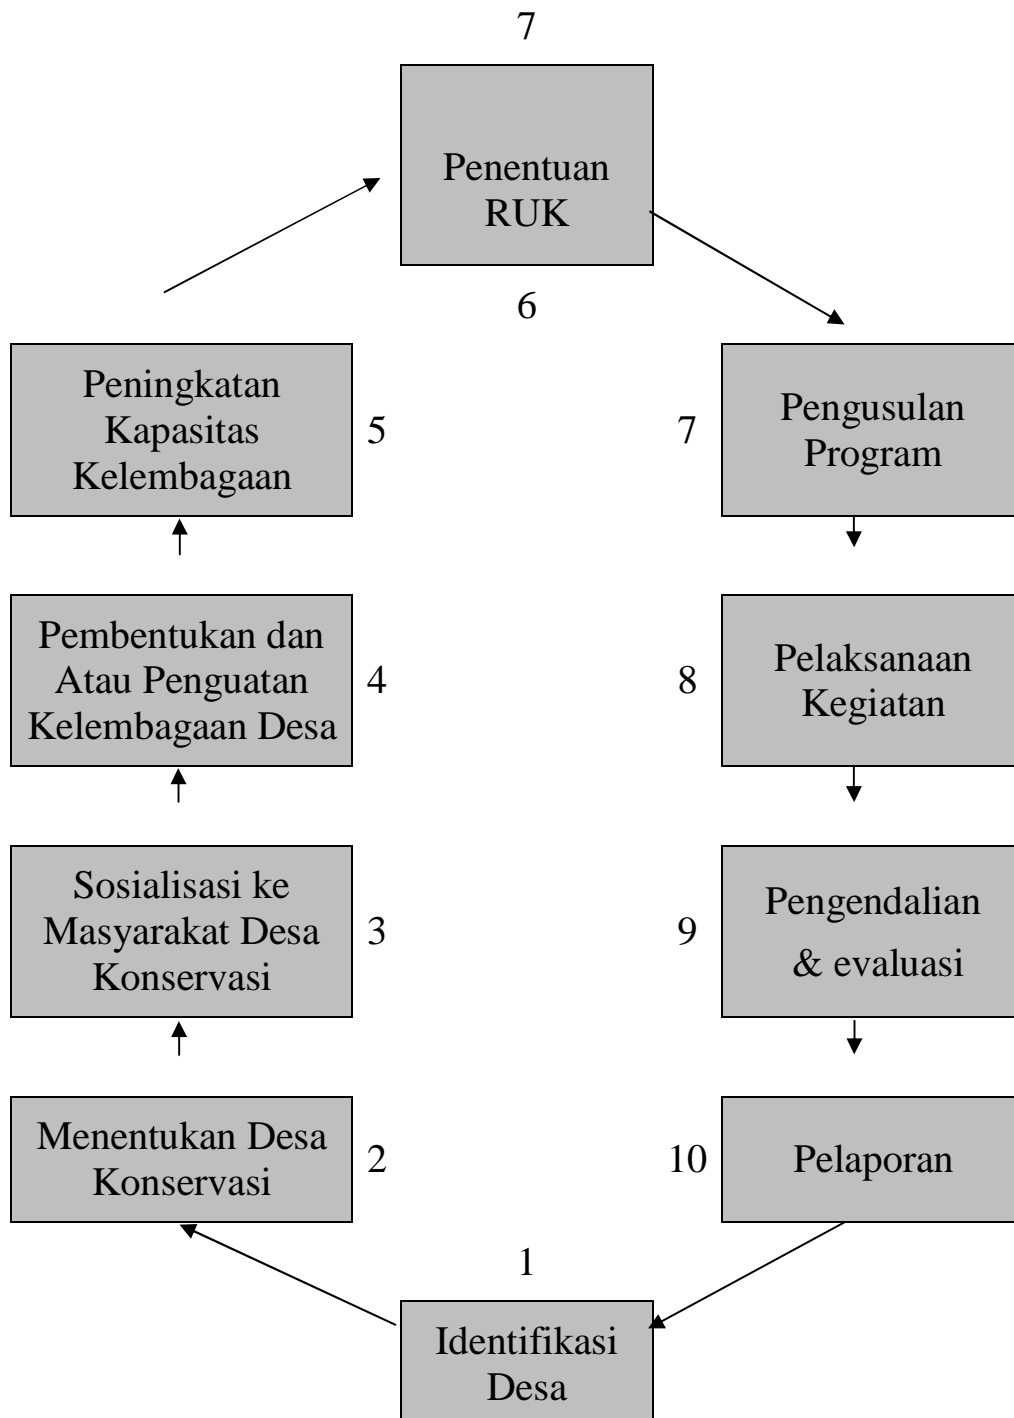 7
Penentuan
RUK
6
Peningkatan
Kapasitas
Kelembagaan
5
7
Pengusulan
Program
Pembentukan dan
Atau Penguatan
Kelembagaan Desa
4
8
Pelaksanaan
Kegiatan
Sosialisasi ke
Masyarakat Desa
Konservasi
3
9
Pengendalian
& evaluasi
Menentukan Desa
Konservasi
2
10
Pelaporan
1
Identifikasi
Desa